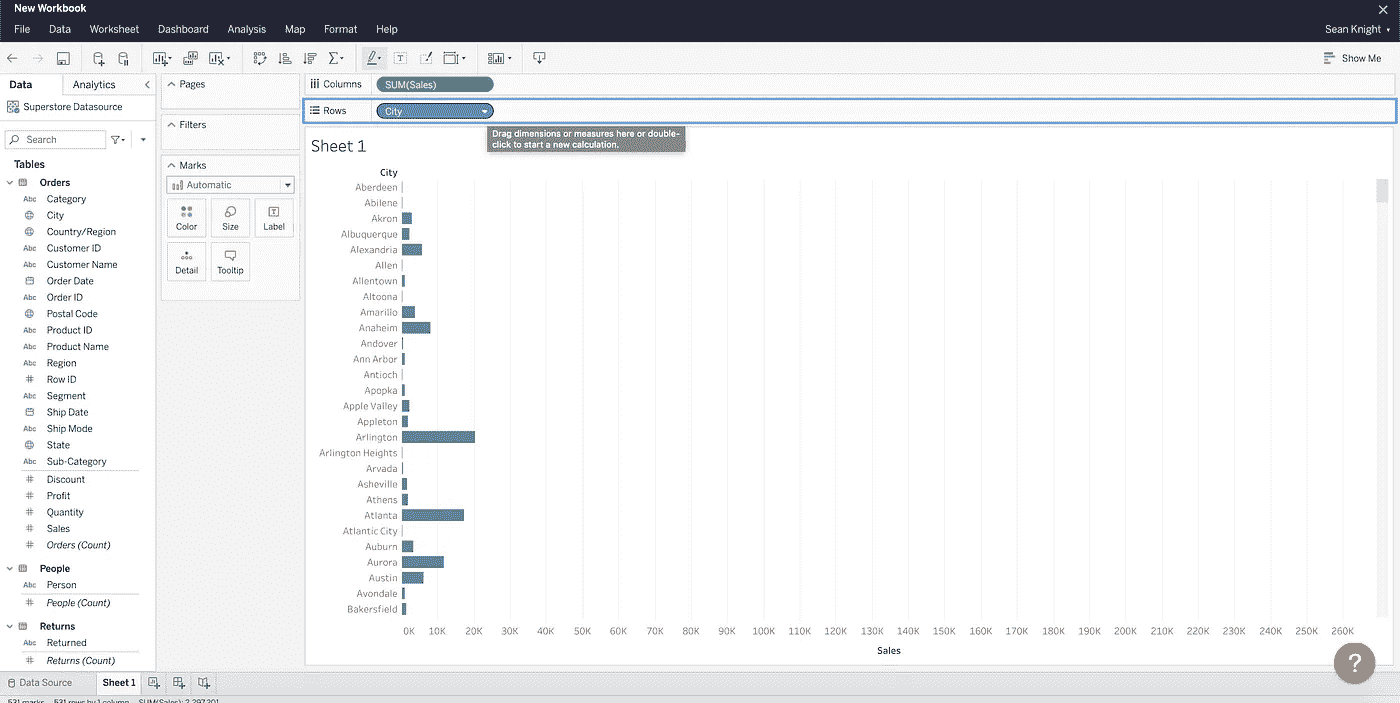 New Workbook
File Data Worksheet Dashboard Analysis Map Format Help
Sean Knight
Show Me
Data Analytics
Superstore Datasource
Search
Tables
Orders
Abc Category
City
Country/Region
Abc Customer ID
Abc Customer Name
Order Date
Abc Order ID
Postal Code
Abc Product ID
Abc Product Name
Abc Region
# Row ID
Abc Segment
Ship Date
Abc Ship Mode
State
Abc Sub-Category
# Discount
# Profit
# Quantity
# Sales
# Orders (Count)
People
Abc Person
# People (Count)
Returns
Abc Returned
# Returns (Count)
Pages
Filters
Marks
Automatic
Color Size Label
Detail Tooltip
Columns SUM(Sales)
Rows City
Drag dimensions or measures here or double-
click to start a new calculation.
Sheet 1
City
Aberdeen
Abilene
Akron
Albuquerque
Alexandria
Allen
Allentown
Altoona
Amarillo
Anaheim
Andover
Ann Arbor
Antioch
Apopka
Apple Valley
Appleton
Arlington
Arlington Heights
Arvada
Asheville
Athens
Atlanta
Atlantic City
Auburn
Aurora
Austin
Avondale
Bakersfield
0K 10K 20K 30K 40K 50K 60K 70K 80K 90K 100K 110K 120K 130K 140K 150K 160K 170K 180K 190K 200K 210K 220K 230K 240K 250K 260K
Sales
?
Data Source Sheet 1
531 marks 531 rows by 1 column SUM(Sales): 2,297,201